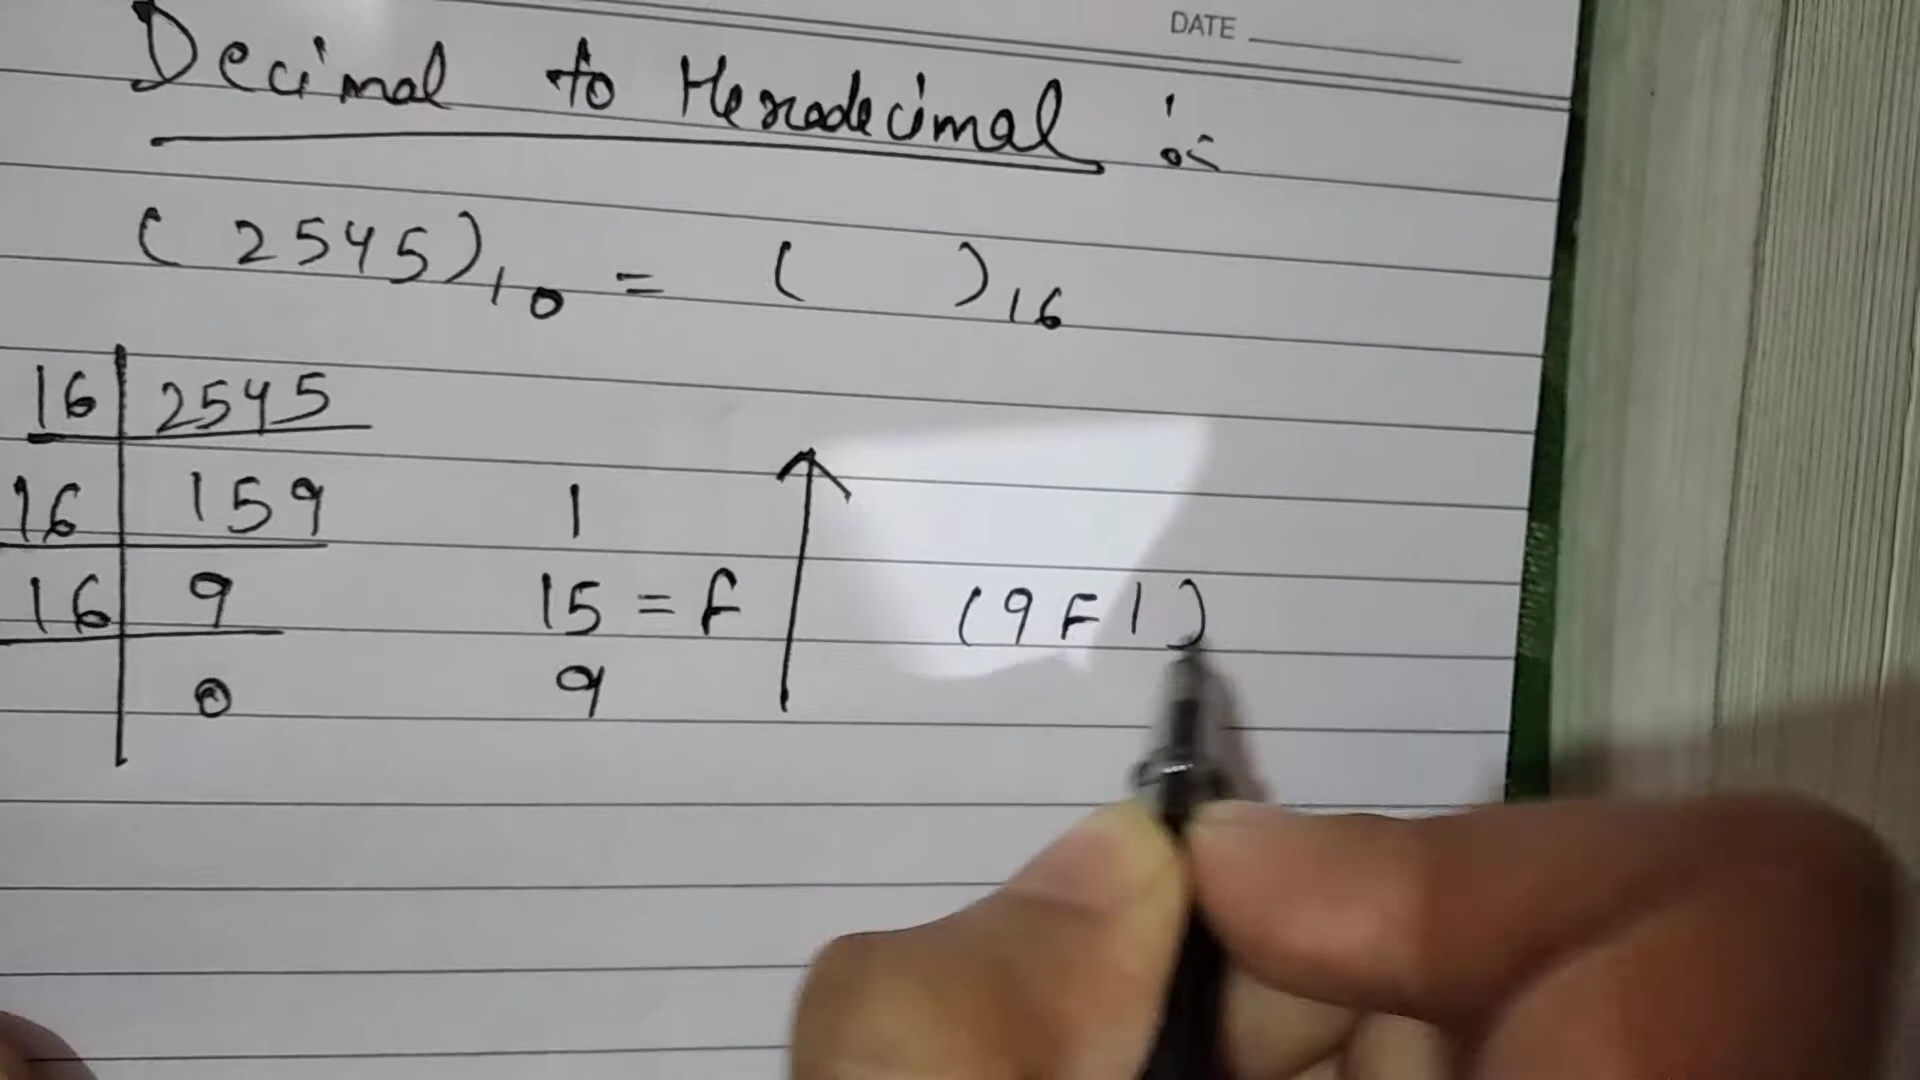 DATE
Decimal to Hexadecimal :-
( 2545)10 = ( )16
16 2545
16 159 1
16 9 15 = F (9F1)
0 9